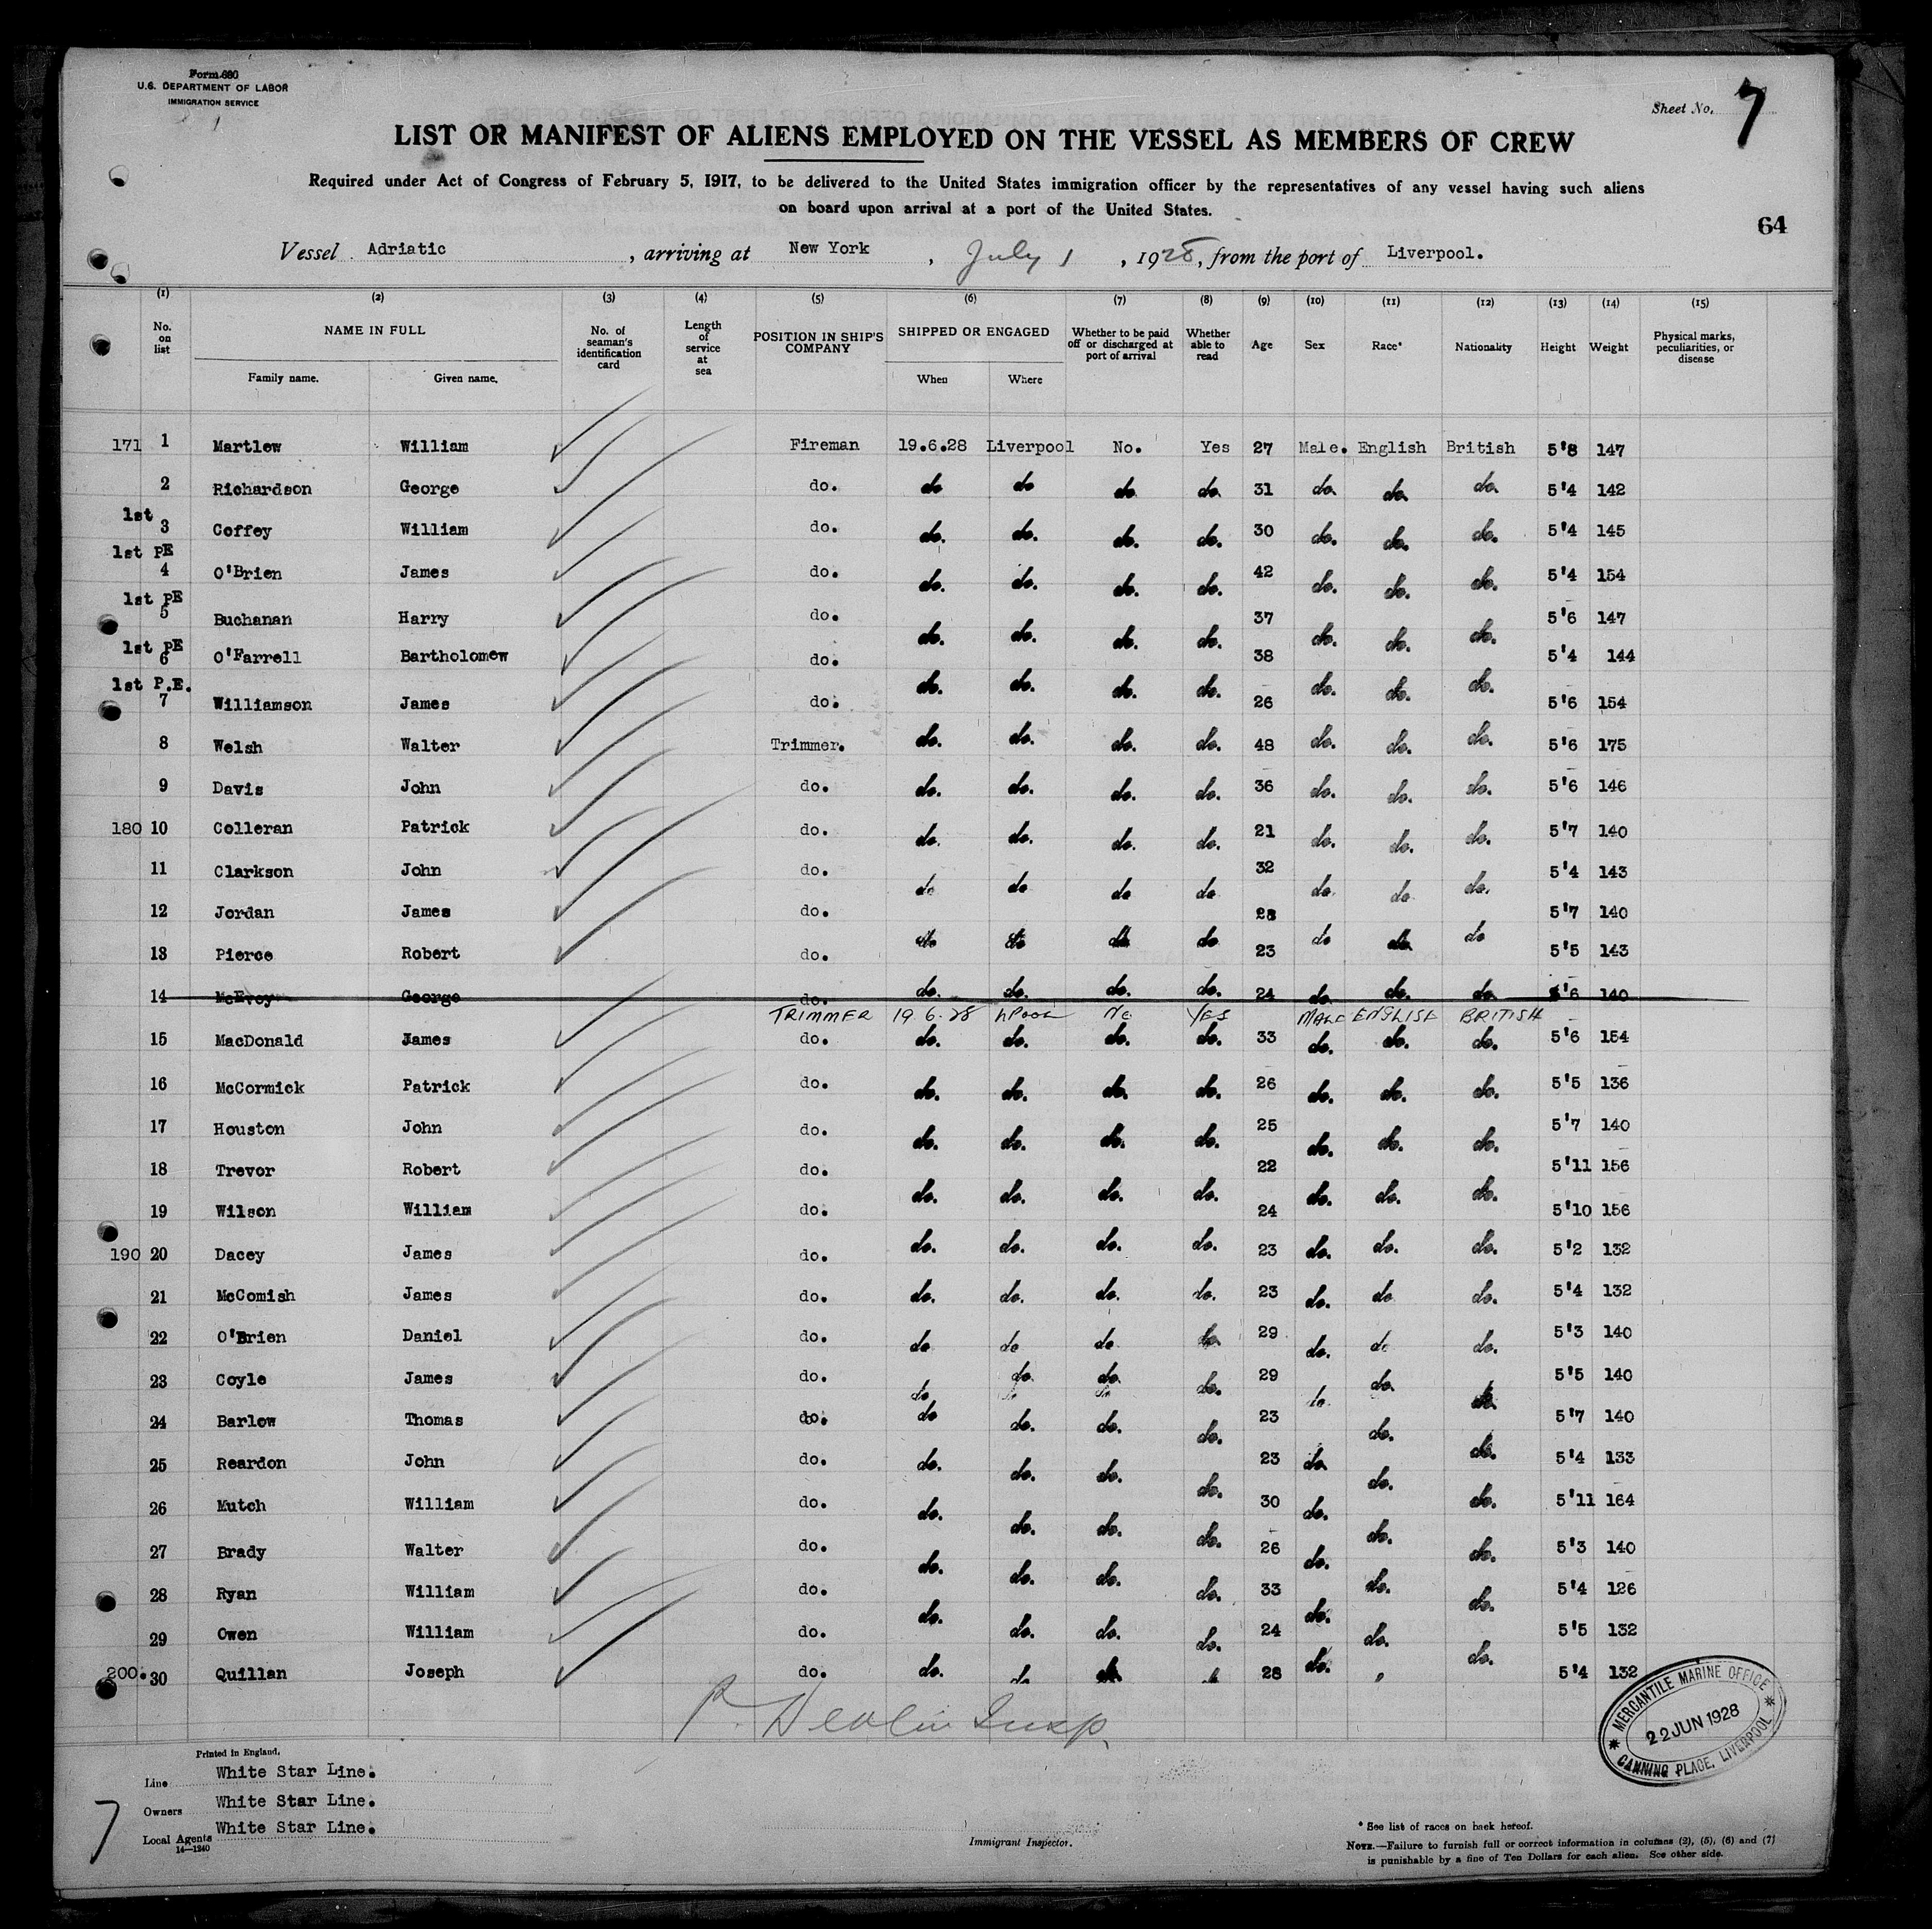 Form 680
U.S. DEPARTMENT OF LABOR
IMMIGRATION SERVICE
Sheet No. 7
LIST OR MANIFEST OF ALIENS EMPLOYED ON THE VESSEL AS MEMBERS OF CREW
Required under Act of Congress of February 5, 1917, to be delivered to the United States immigration officer by the representatives of any vessel having such aliens
on board upon arrival at a port of the United States.
64
Vessel Adriatic , arriving at New York , July 1 , 1928, from the port of Liverpool.
(1) (2) (3) (4) (5) (6) (7) (8) (9) (10) (11) (12) (13) (14) (15)
No. on list NAME IN FULL No. of seaman's identification card Length of service at sea POSITION IN SHIP'S COMPANY SHIPPED OR ENGAGED Whether to be paid off or discharged at port of arrival Whether able to read Age Sex Race* Nationality Height Weight Physical marks, peculiarities, or disease
Family name. Given name. When Where
171 1 Martlew William Fireman 19.6.28 Liverpool No. Yes 27 Male. English British 5'8 147
2 Richardson George do. do do do do 31 do do do 5'4 142
1st
3 Coffey William do. do. do. do. do. 30 do. do. do. 5'4 145
1st PE
4 O'Brien James do. do. do. do. do. 42 do. do. do. 5'4 154
1st PE
5 Buchanan Harry do. do. do. do. do. 37 do. do. do. 5'6 147
1st PE
6 O'Farrell Bartholomew do. do. do. do. do. 38 do. do. do. 5'4 144
1st P.E.
7 Williamson James do. do. do. do. do. 26 do. do. do. 5'6 154
8 Welsh Walter Trimmer. do. do. do. do. 48 do. do. do. 5'6 175
9 Davis John do. do. do. do. do. 36 do. do. do. 5'6 146
180 10 Colleran Patrick do. do. do. do. do. 21 do. do. do. 5'7 140
11 Clarkson John do. do do do do 32 do do do. 5'4 143
12 Jordan James do. do do do do 28 do do do 5'7 140
13 Pierce Robert do. 23 5'5 143
14 McEvoy George do. do. do. do. do. 24 do do. do 5'6 140
TRIMMER 19.6.28 LPOOL No YES MALE ENGLISH BRITISH
15 MacDonald James do. do. do. do. do. 33 do. do. do. 5'6 154
16 McCormick Patrick do. do. do. do. do. 26 do. do. do. 5'5 136
17 Houston John do. do. do. do. do. 25 do. do. do. 5'7 140
18 Trevor Robert do. do. do. do. do. 22 do. do. do. 5'11 156
19 Wilson William do. do. do. do. do. 24 do. do. do. 5'10 156
190 20 Dacey James do. do. do. do. do. 23 do. do. do. 5'2 132
21 McComish James do. do. do. do. do. 23 do. do do. 5'4 132
22 O'Brien Daniel do. do do do do 29 do. do do. 5'3 140
23 Coyle James do. do do do do. 29 do do. do 5'5 140
24 Barlow Thomas do. do do. do. do. 23 do. do. 5'7 140
25 Reardon John do. do. do. do. do. 23 do do. do. 5'4 133
26 Mutch William do. do. do. do. do. 30 do. do. do. 5'11 164
27 Brady Walter do. do. do. do. do. 26 do. do. do. 5'3 140
28 Ryan William do. do. do. do. do. 33 do. do. do. 5'4 126
29 Owen William do. do. do. do. do. 24 do. do. do. 5'5 132
200. 30 Quillan Joseph do. do. do 28 5'4 132
P. Devlin Insp.
MERCANTILE MARINE OFFICE
22 JUN 1928
CANNING PLACE, LIVERPOOL
Printed in England.
Line White Star Line.
Owners White Star Line.
Local Agents White Star Line.
14—1240
7
Immigrant Inspector.
* See list of races on back hereof.
NOTE.—Failure to furnish full or correct information in columns (2), (5), (6) and (7)
is punishable by a fine of Ten Dollars for each alien. See other side.